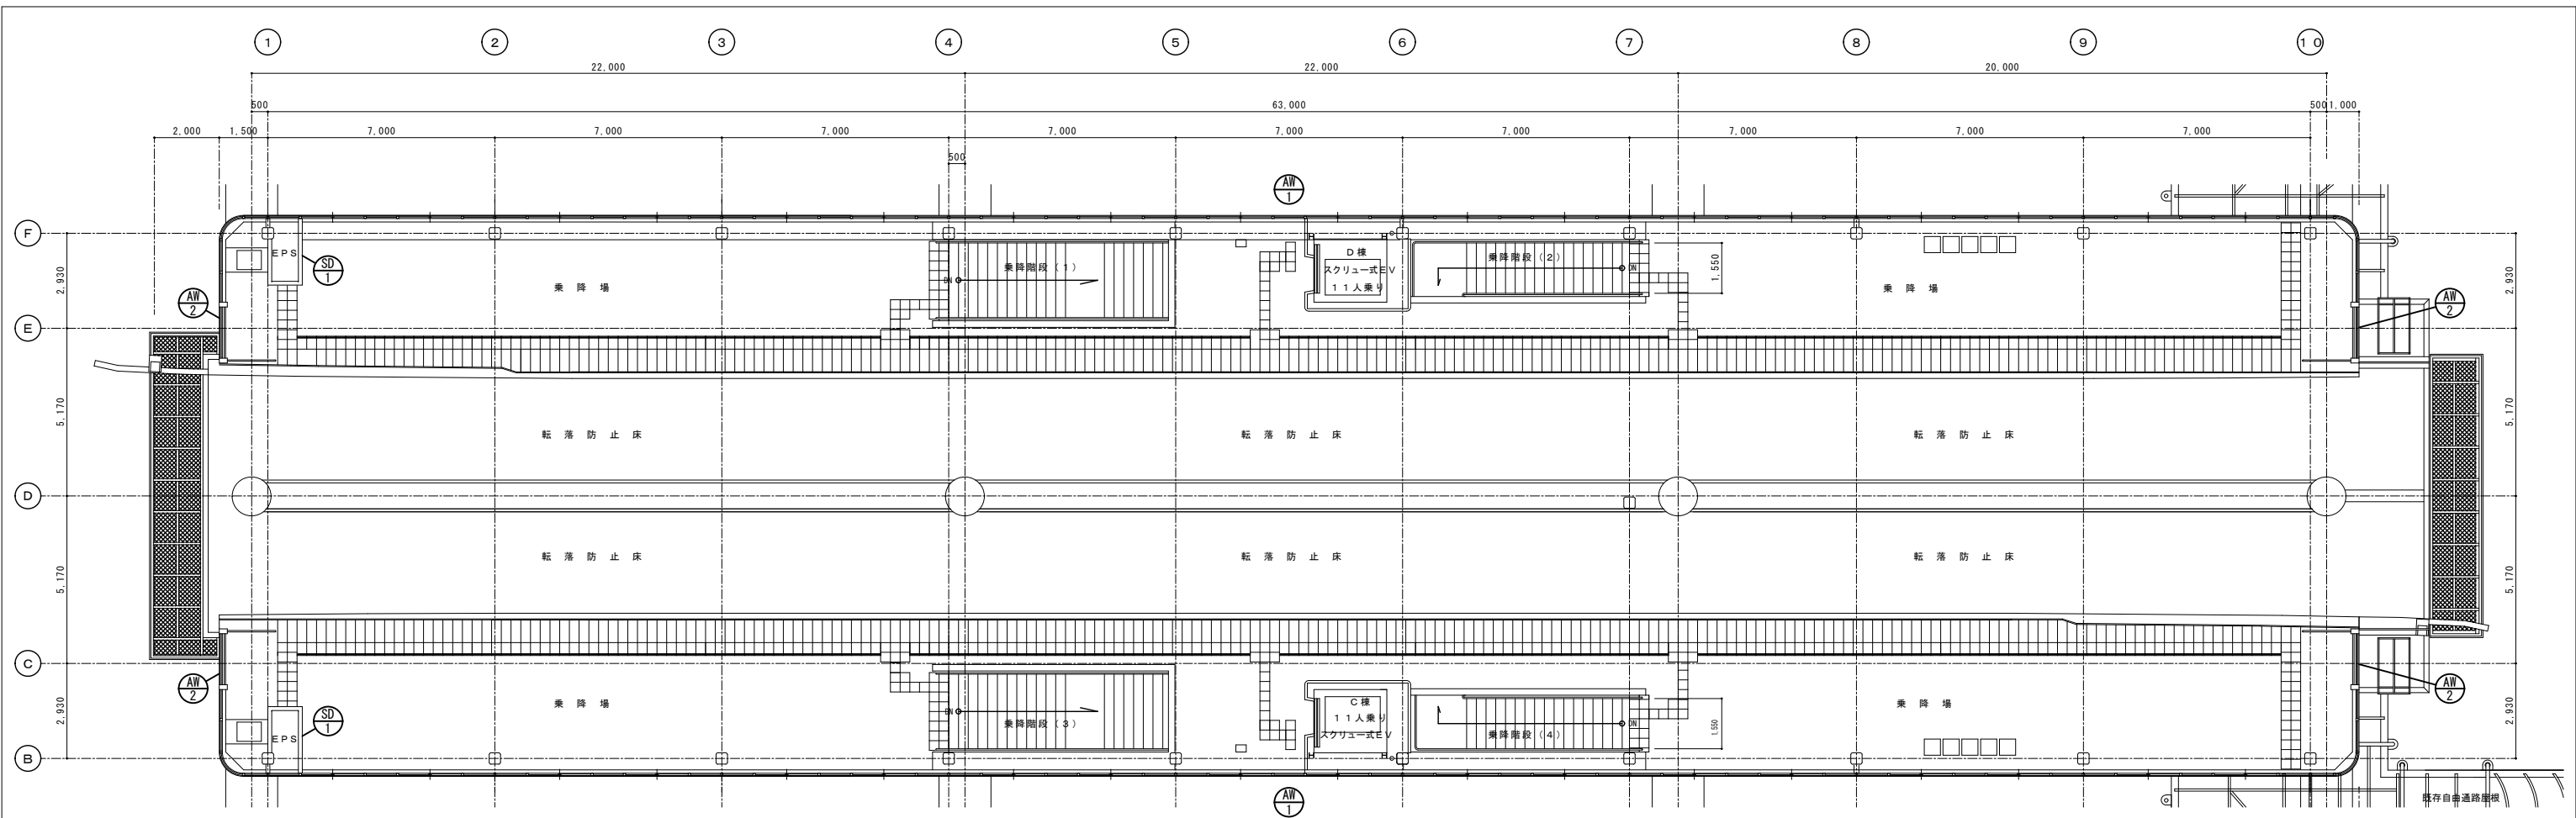 1 2 3 4 5 6 7 8 9 10
22,000 22,000 20,000
500 63,000 500 1,000
2,000 1,500 7,000 7,000 7,000 7,000 7,000 7,000 7,000 7,000 7,000
500
AW 1
F
EPS
SD 1
乗降階段(1)
DN
D棟
スクリュー式EV
11人乗り
乗降階段(2)
DN
1,550
2,930
乗降場
乗降場
2,930
AW 2
AW 2
E
5,170
転落防止床 転落防止床 転落防止床
5,170
D
5,170
転落防止床 転落防止床 転落防止床
5,170
C
AW 2
AW 2
2,930
乗降場
乗降場
2,930
SD 1
EPS
DN
乗降階段(3)
C棟
11人乗り
スクリュー式EV
乗降階段(4)
DN
1,550
B
AW 1
既存自由通路屋根